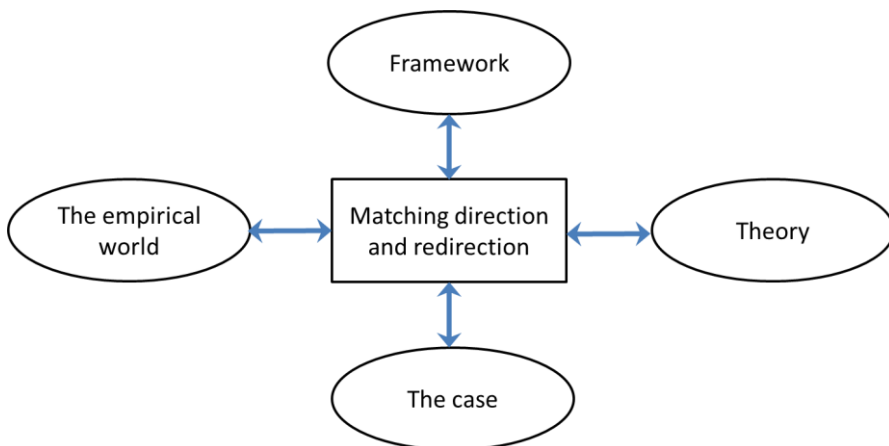 Framework
The empirical
world
Matching direction
and redirection
Theory
The case